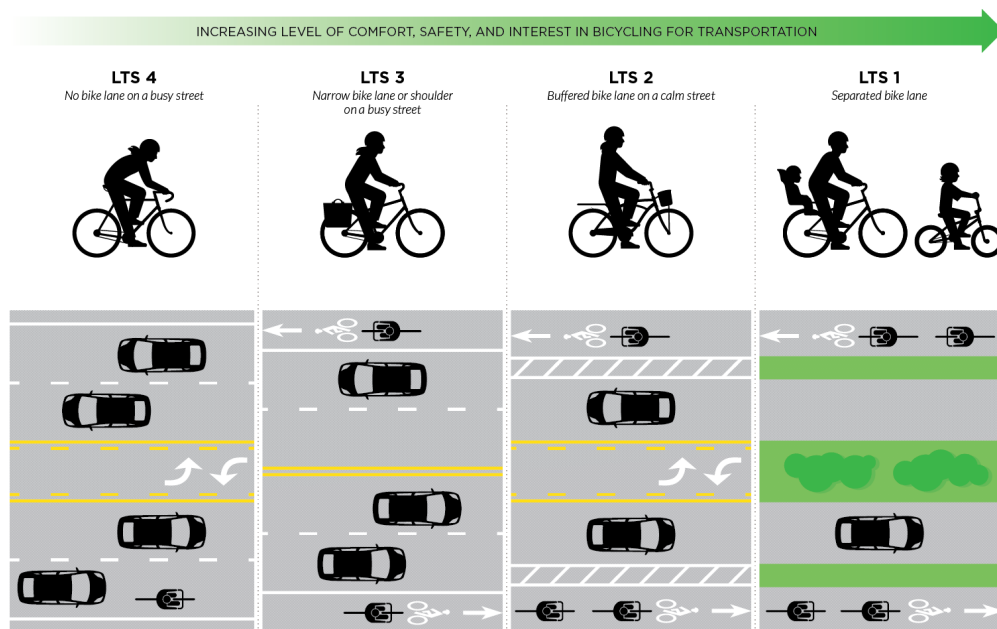 INCREASING LEVEL OF COMFORT, SAFETY, AND INTEREST IN BICYCLING FOR TRANSPORTATION
LTS 4
No bike lane on a busy street
LTS 3
Narrow bike lane or shoulder
on a busy street
LTS 2
Buffered bike lane on a calm street
LTS 1
Separated bike lane